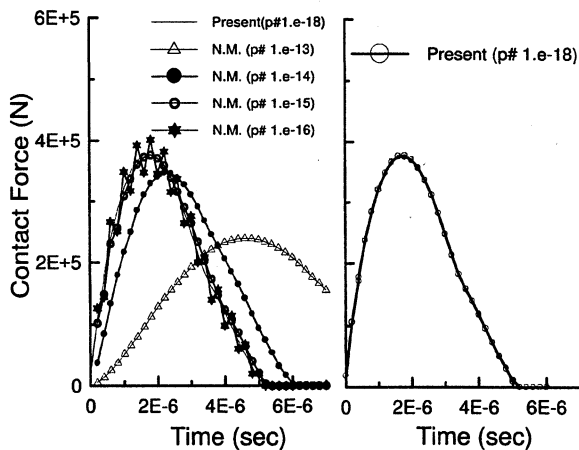 Present(p#1.e-18)
N.M. (p# 1.e-13)
N.M. (p# 1.e-14)
N.M. (p# 1.e-15)
N.M. (p# 1.e-16)
Present (p# 1.e-18)
Contact Force (N)
6E+5
4E+5
2E+5
0
0 2E-6 4E-6 6E-6
0 2E-6 4E-6 6E-6
Time (sec)
Time (sec)